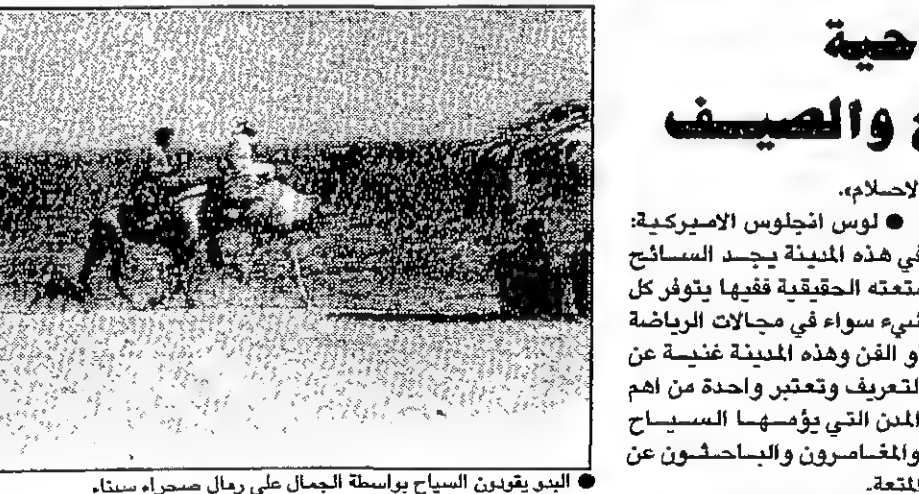 حية
والصيف
الاحلام».
● لوس انجلوس الاميركية:
في هذه المدينة يجد السائح
متعته الحقيقية ففيها يتوفر كل
شيء سواء في مجالات الرياضة
او الفن وهذه المدينة غنية عن
التعريف وتعتبر واحدة من اهم
المدن التي يؤمها السياح
والمغامرون والباحثون عن
المتعة.
● البدو يقودون السياح بواسطة الجمال على رمال صحراء سيناء.